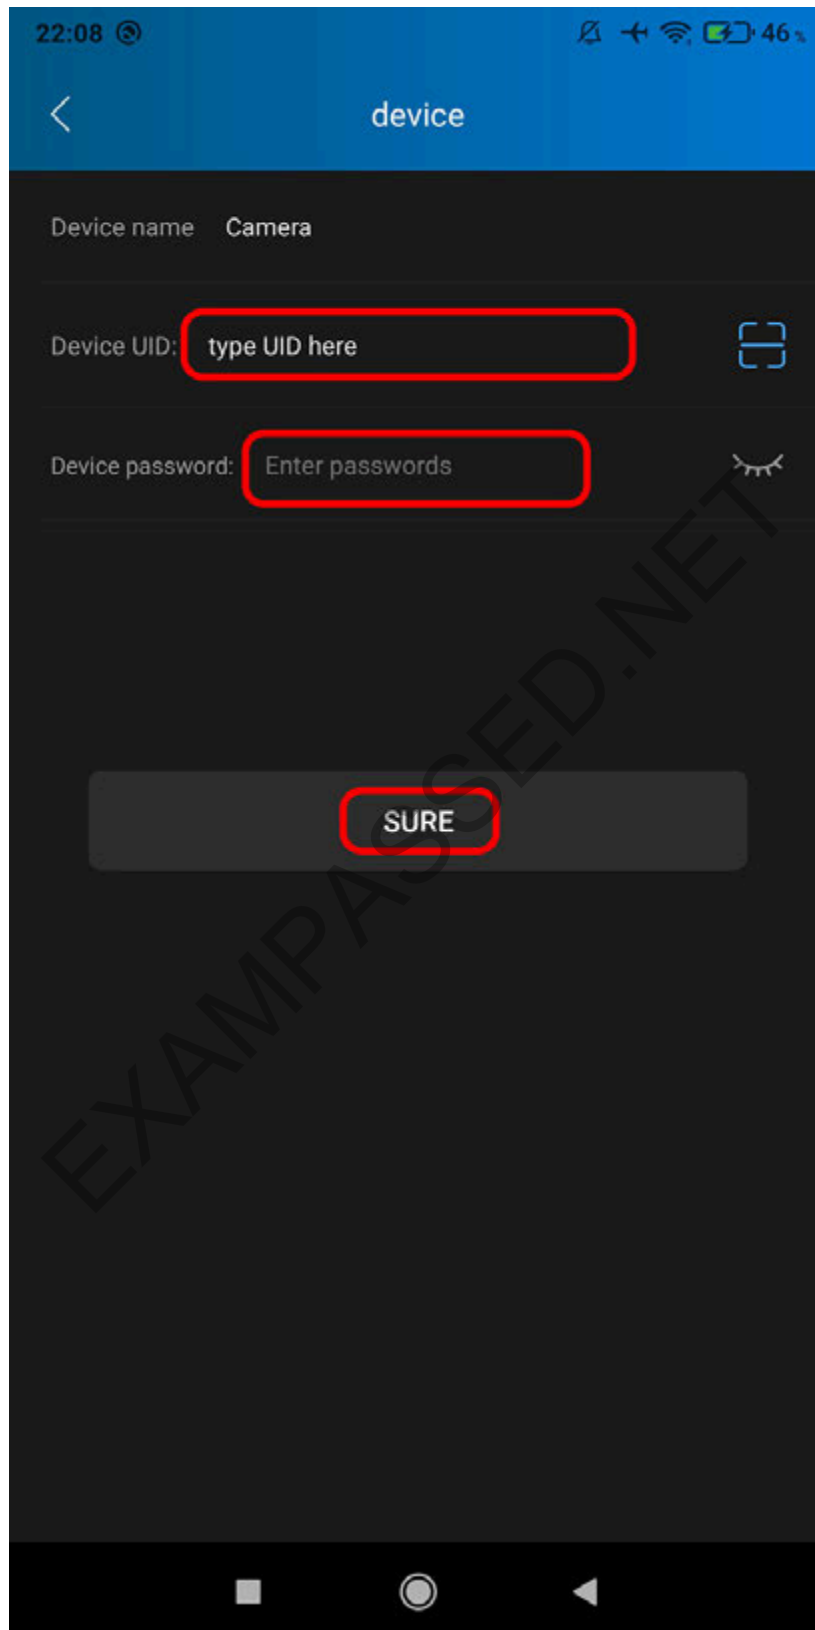 22:08 46 %
device
Device name Camera
Device UID: type UID here
Device password: Enter passwords
SURE
EXAMPASSED.NET